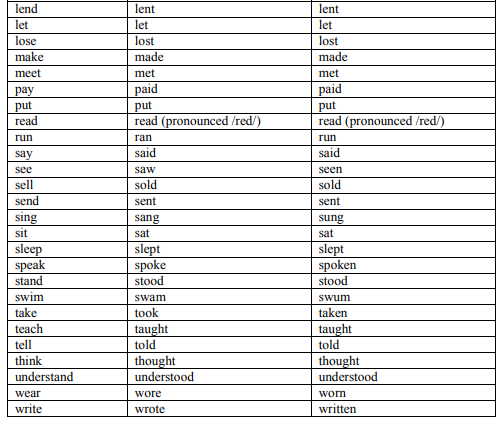 lend lent lent
let let let
lose lost lost
make made made
meet met met
pay paid paid
put put put
read read (pronounced /red/) read (pronounced /red/)
run ran run
say said said
see saw seen
sell sold sold
send sent sent
sing sang sung
sit sat sat
sleep slept slept
speak spoke spoken
stand stood stood
swim swam swum
take took taken
teach taught taught
tell told told
think thought thought
understand understood understood
wear wore worn
write wrote written